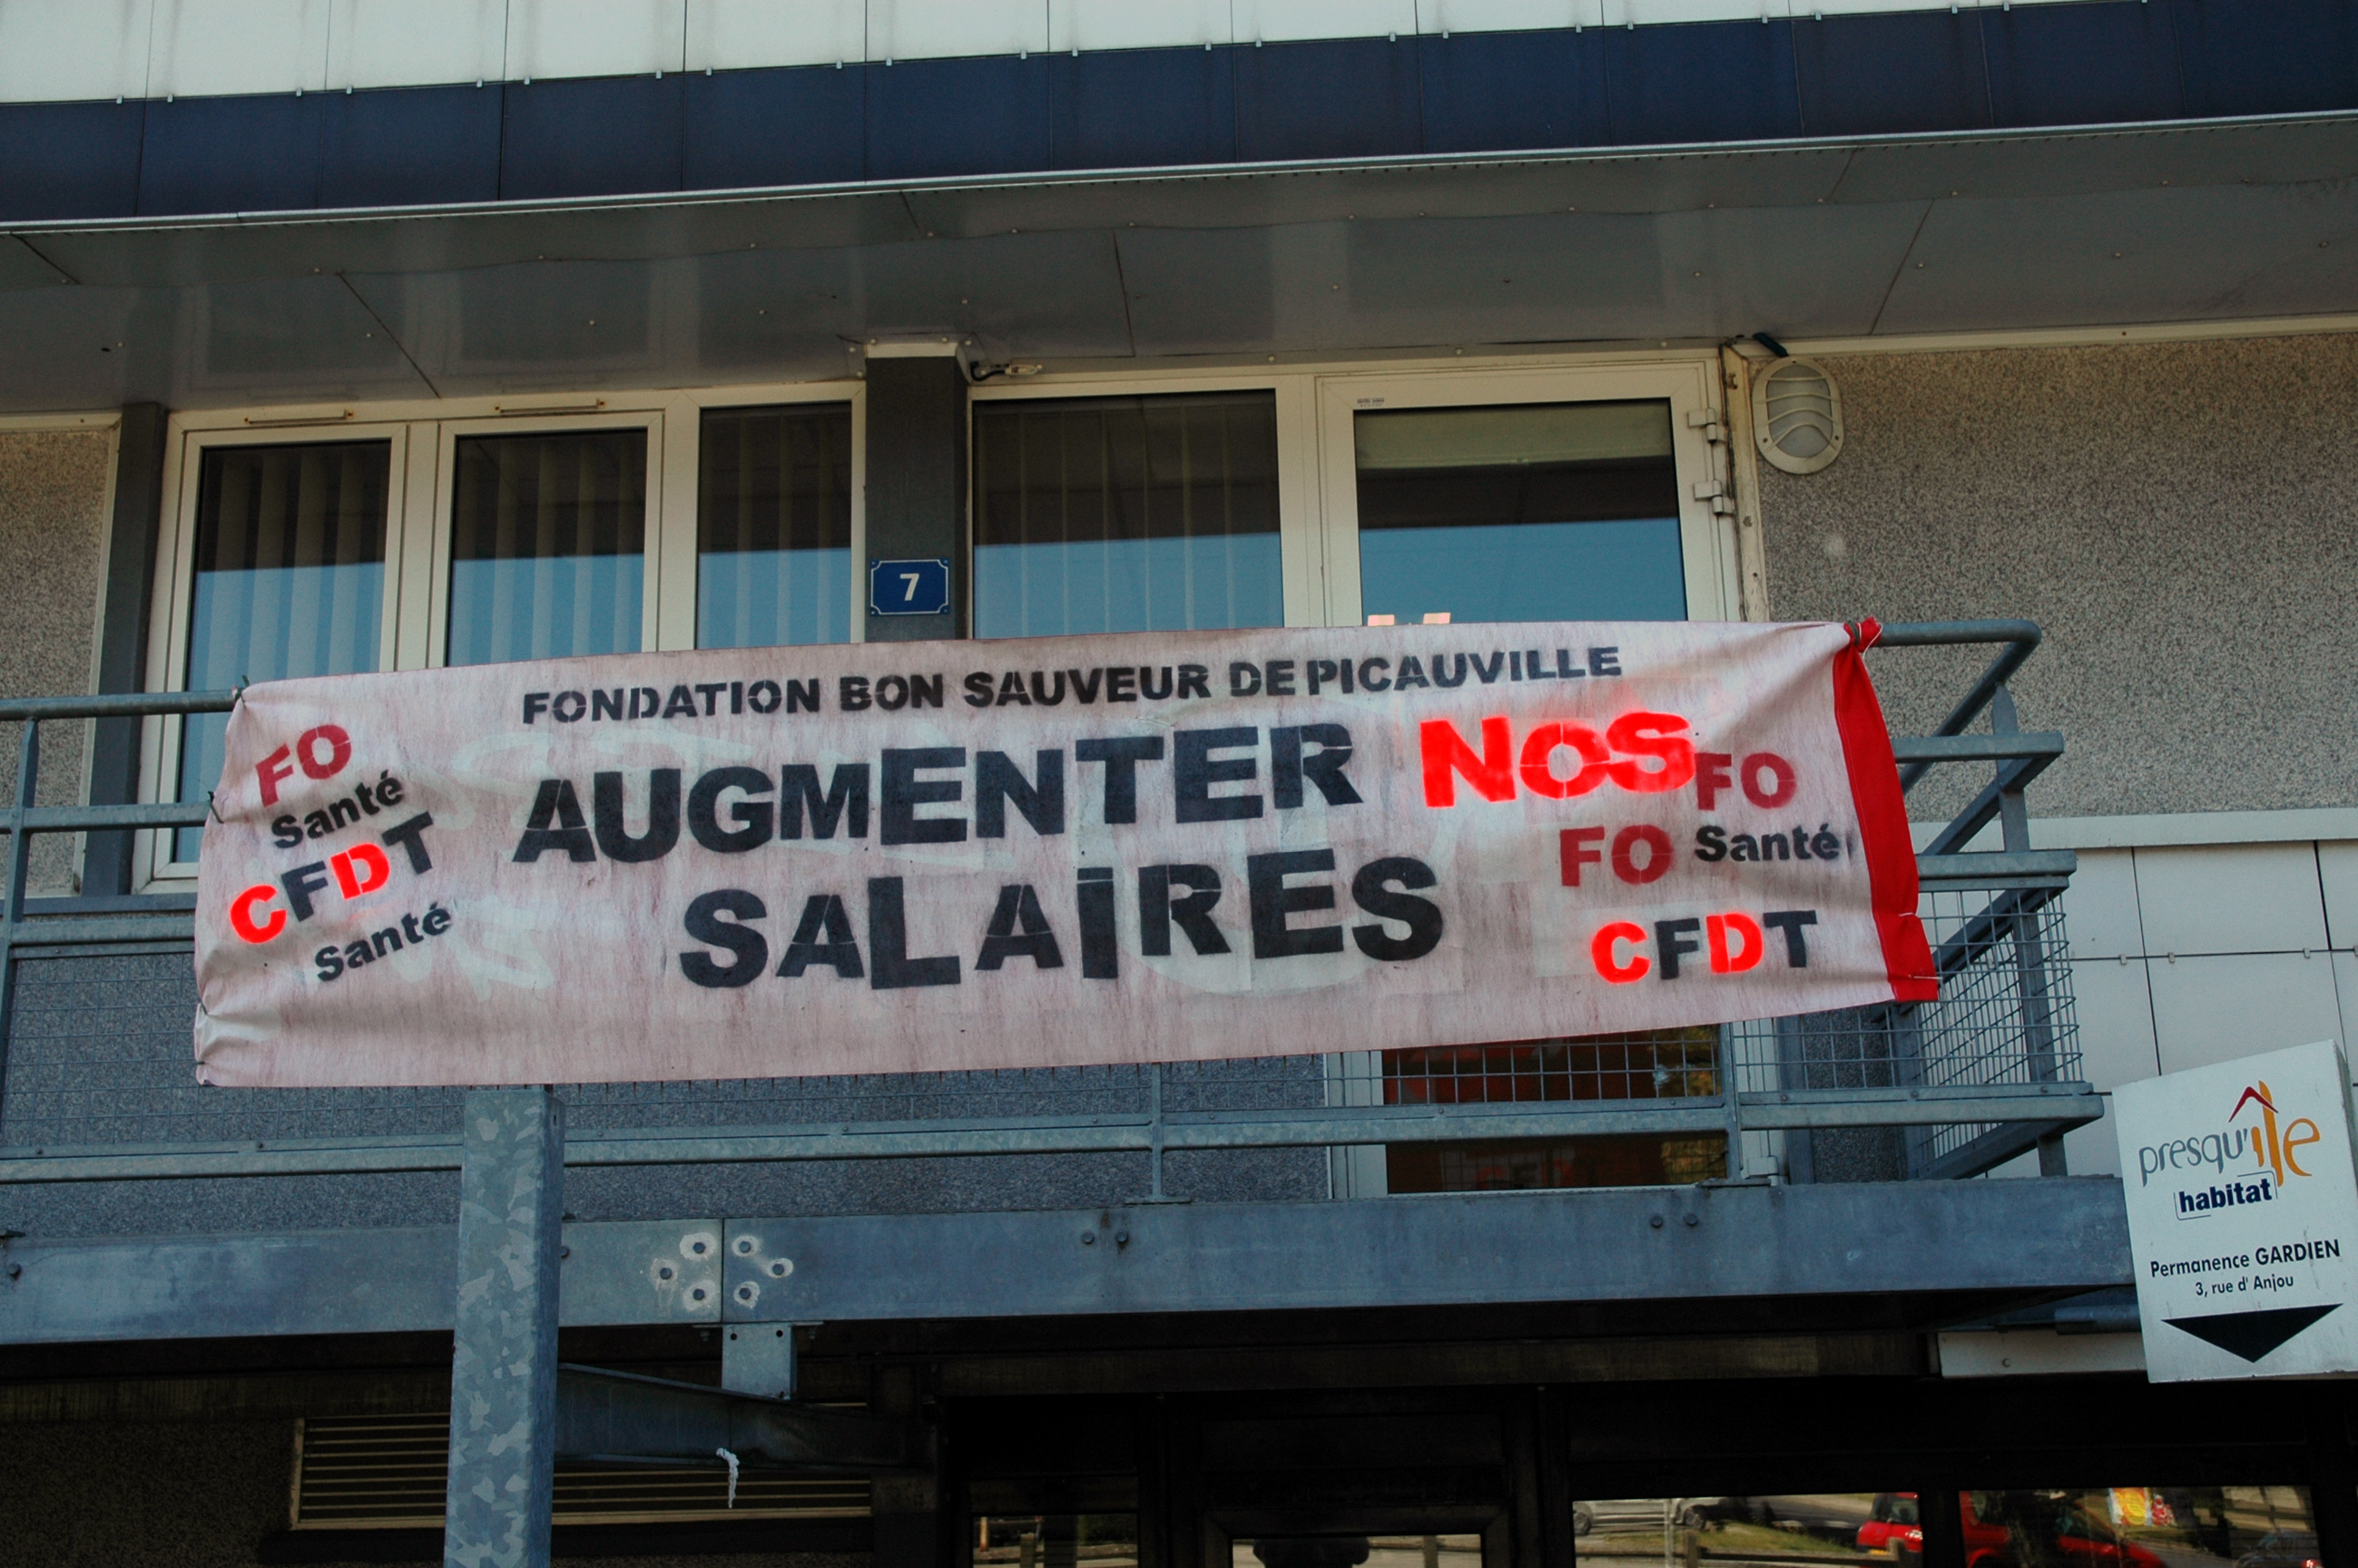 7
FONDATION BON SAUVEUR DE PICAUVILLE
AUGMENTER NOS
SALAIRES
FO
Santé
CFDT
Santé
FO
FO Santé
CFDT
presqu'île
habitat
Permanence GARDIEN
3, rue d'Anjou